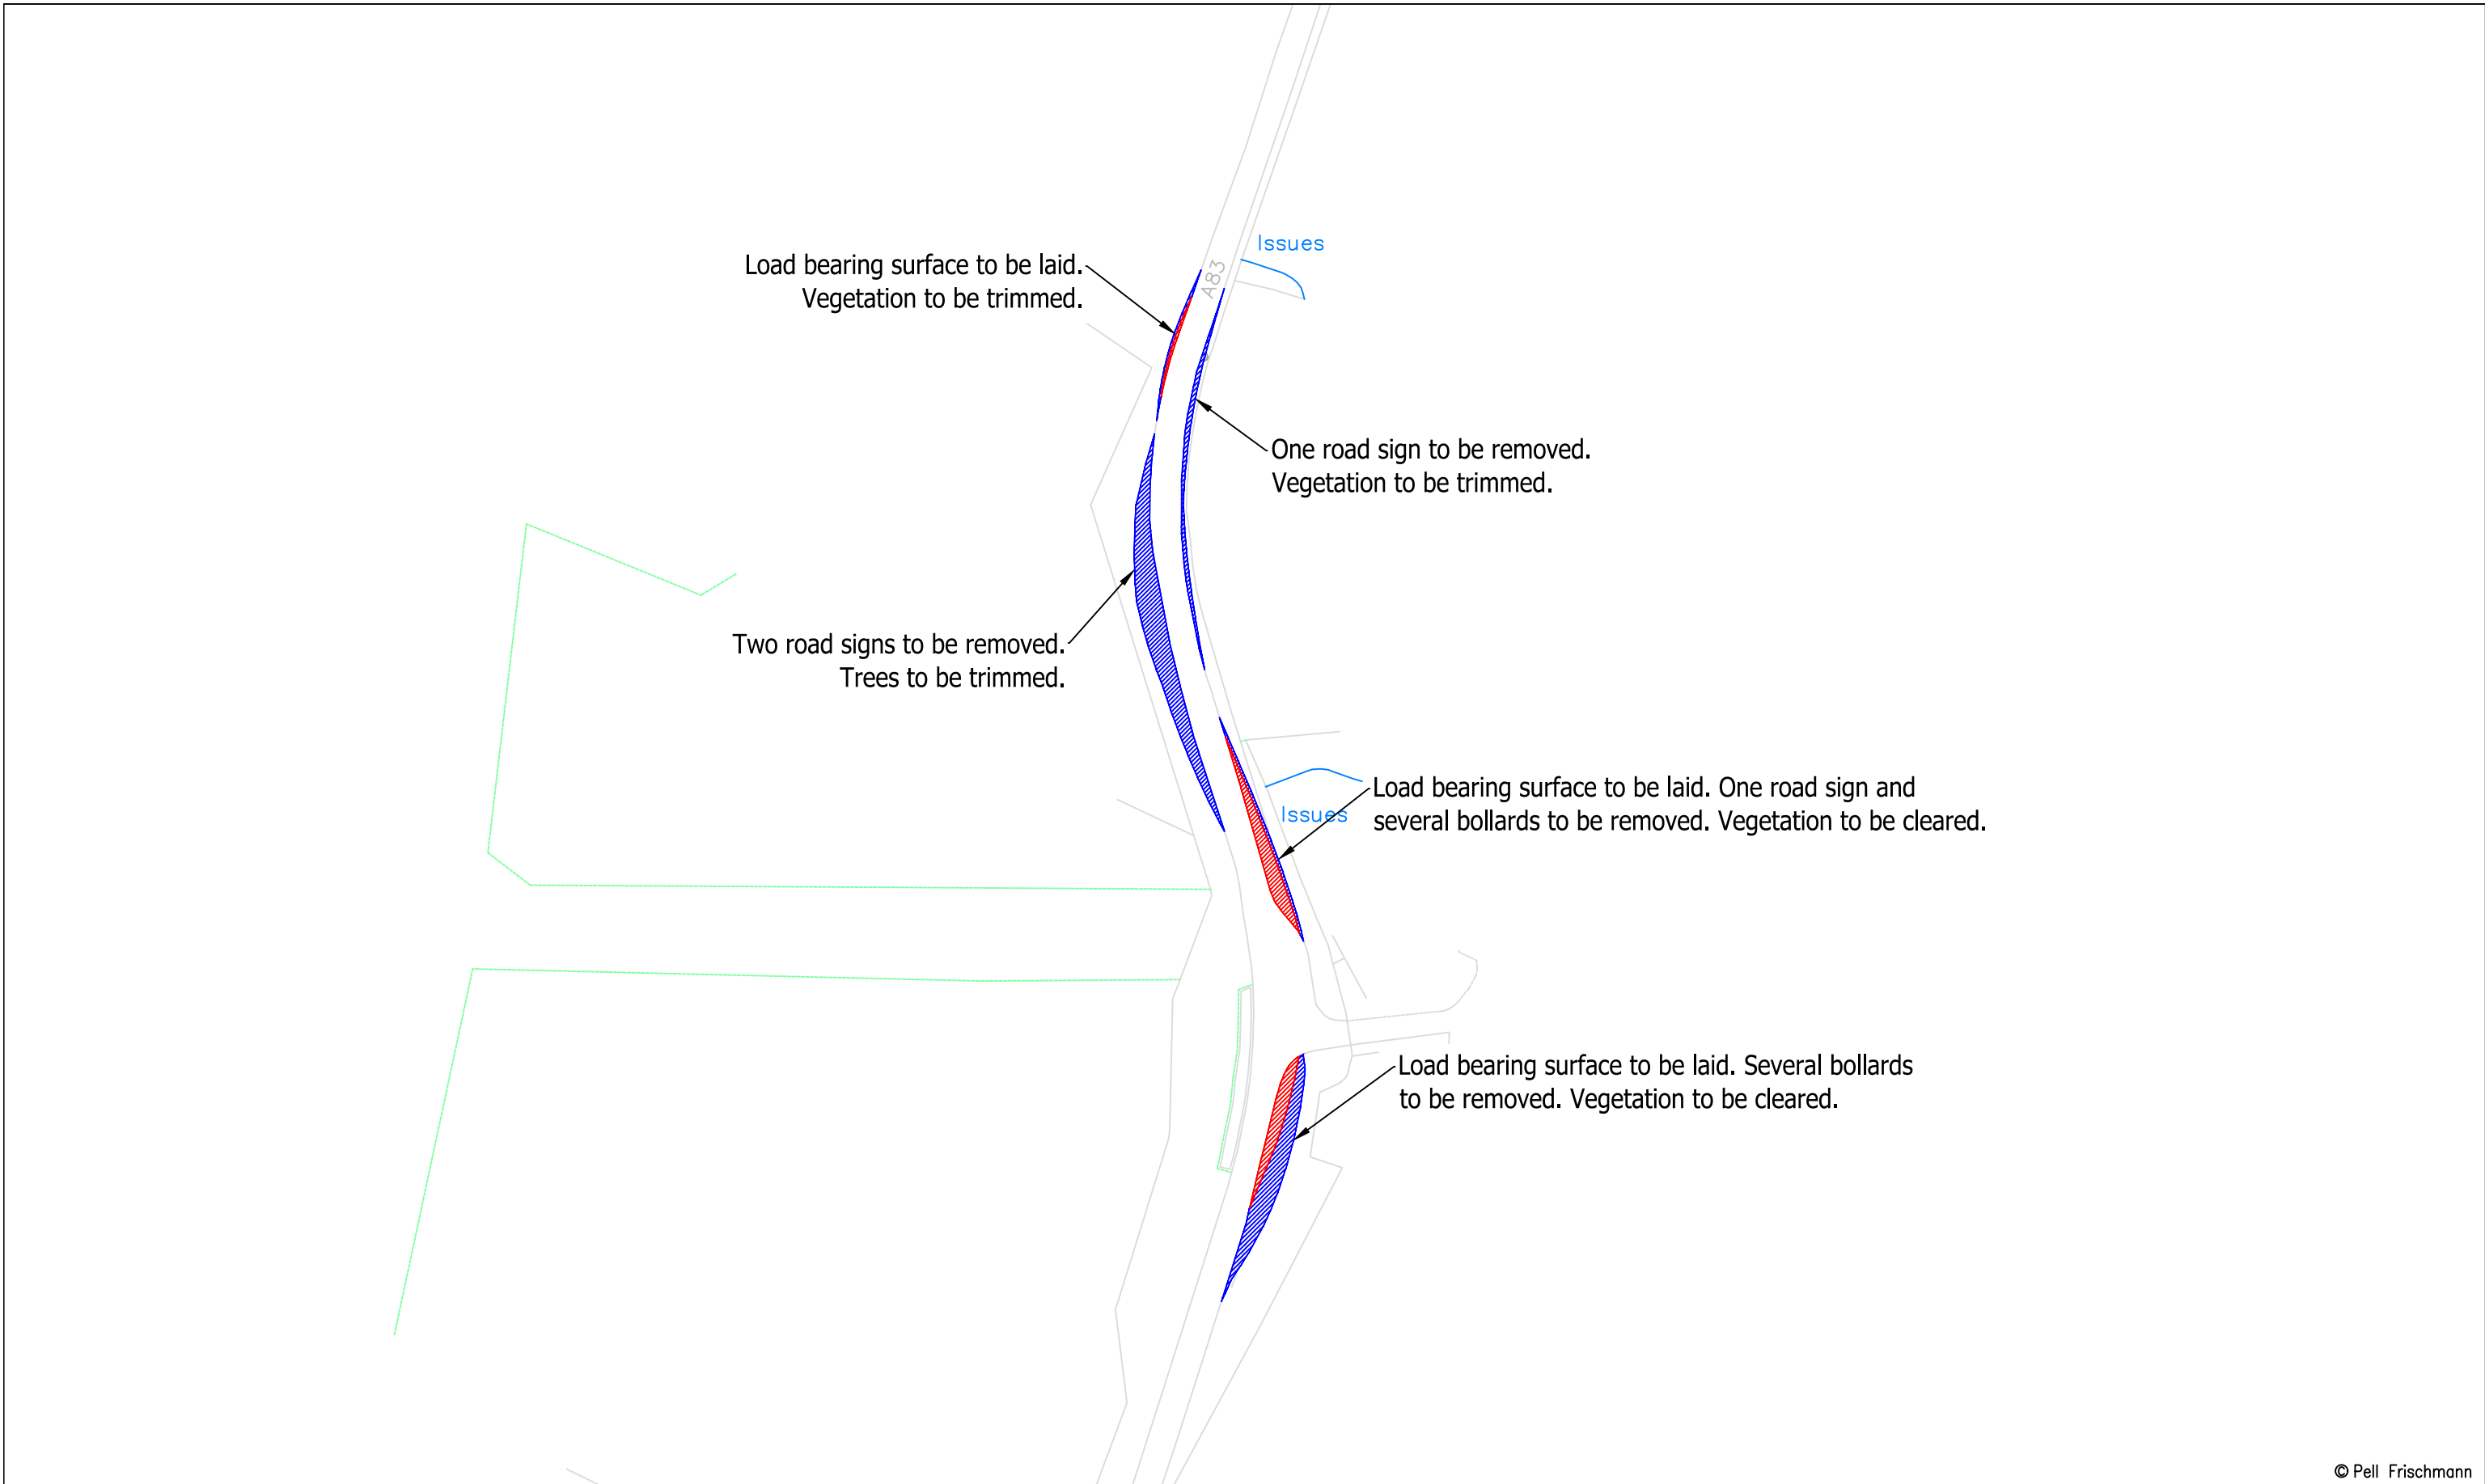 Issues
Load bearing surface to be laid.
Vegetation to be trimmed.
A83
One road sign to be removed.
Vegetation to be trimmed.
Two road signs to be removed.
Trees to be trimmed.
Load bearing surface to be laid. One road sign and
several bollards to be removed. Vegetation to be cleared.
Issues
Load bearing surface to be laid. Several bollards
to be removed. Vegetation to be cleared.
© Pell Frischmann